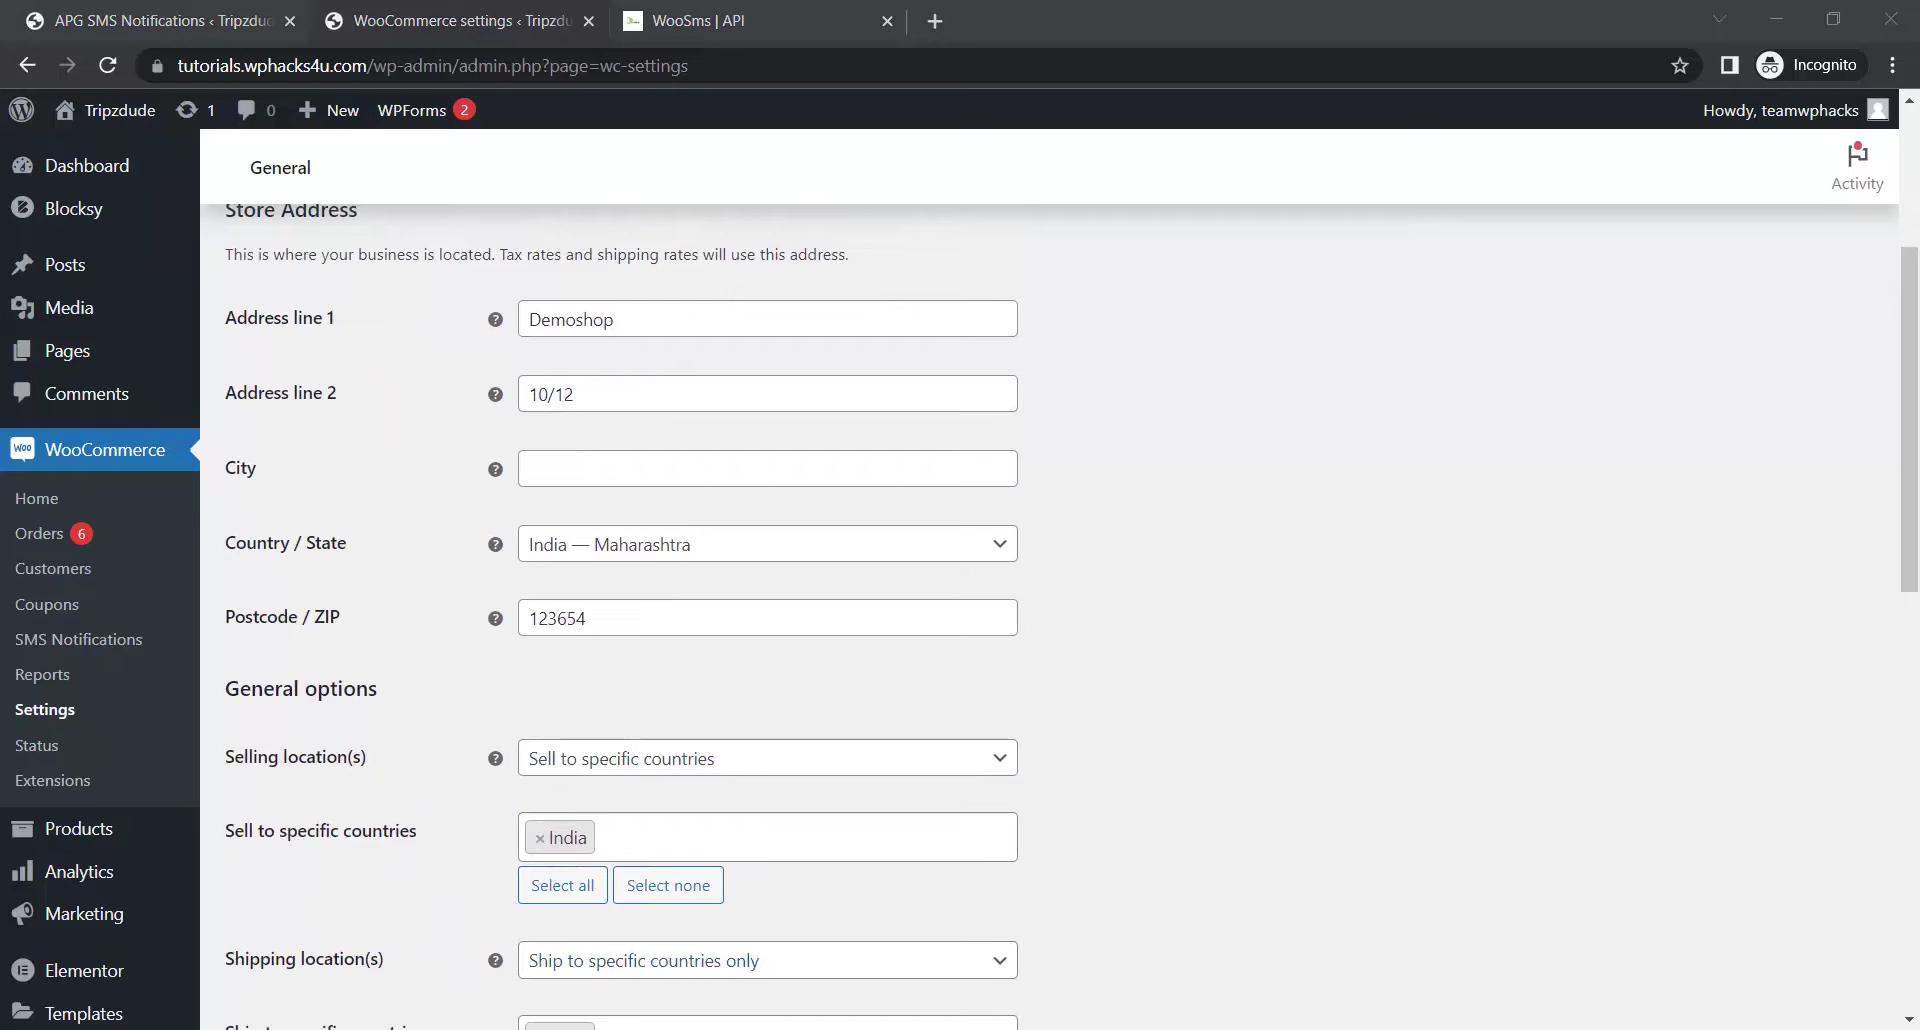 APG SMS Notifications ‹ Tripzdud
WooCommerce settings ‹ Tripzdu
WooSms | API
tutorials.wphacks4u.com/wp-admin/admin.php?page=wc-settings
Incognito
Tripzdude
1
0
New
WPForms 2
Howdy, teamwphacks
Dashboard
Blocksy
Posts
Media
Pages
Comments
Woo WooCommerce
Home
Orders 6
Customers
Coupons
SMS Notifications
Reports
Settings
Status
Extensions
Products
Analytics
Marketing
Elementor
Templates
General
Activity
Store Address
This is where your business is located. Tax rates and shipping rates will use this address.
Address line 1 ? Demoshop
Address line 2 ? 10/12
City ?
Country / State ? India — Maharashtra
Postcode / ZIP ? 123654
General options
Selling location(s) ? Sell to specific countries
Sell to specific countries × India
Select all Select none
Shipping location(s) ? Ship to specific countries only